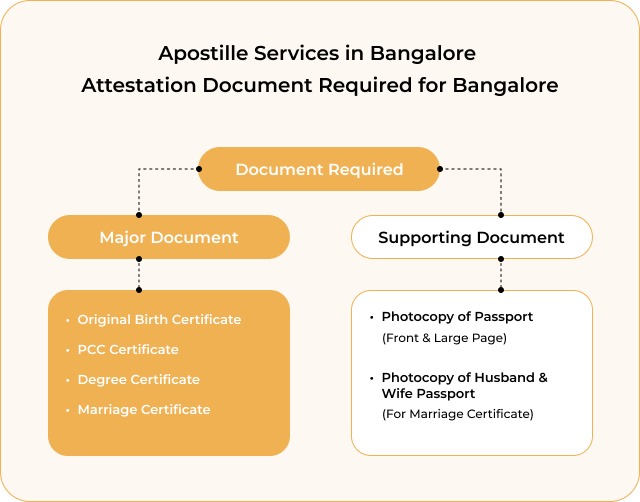 Apostille Services in Bangalore
Attestation Document Required for Bangalore
Document Required
Major Document
• Original Birth Certificate
• PCC Certificate
• Degree Certificate
• Marriage Certificate
Supporting Document
• Photocopy of Passport
(Front & Large Page)
• Photocopy of Husband &
Wife Passport
(For Marriage Certificate)